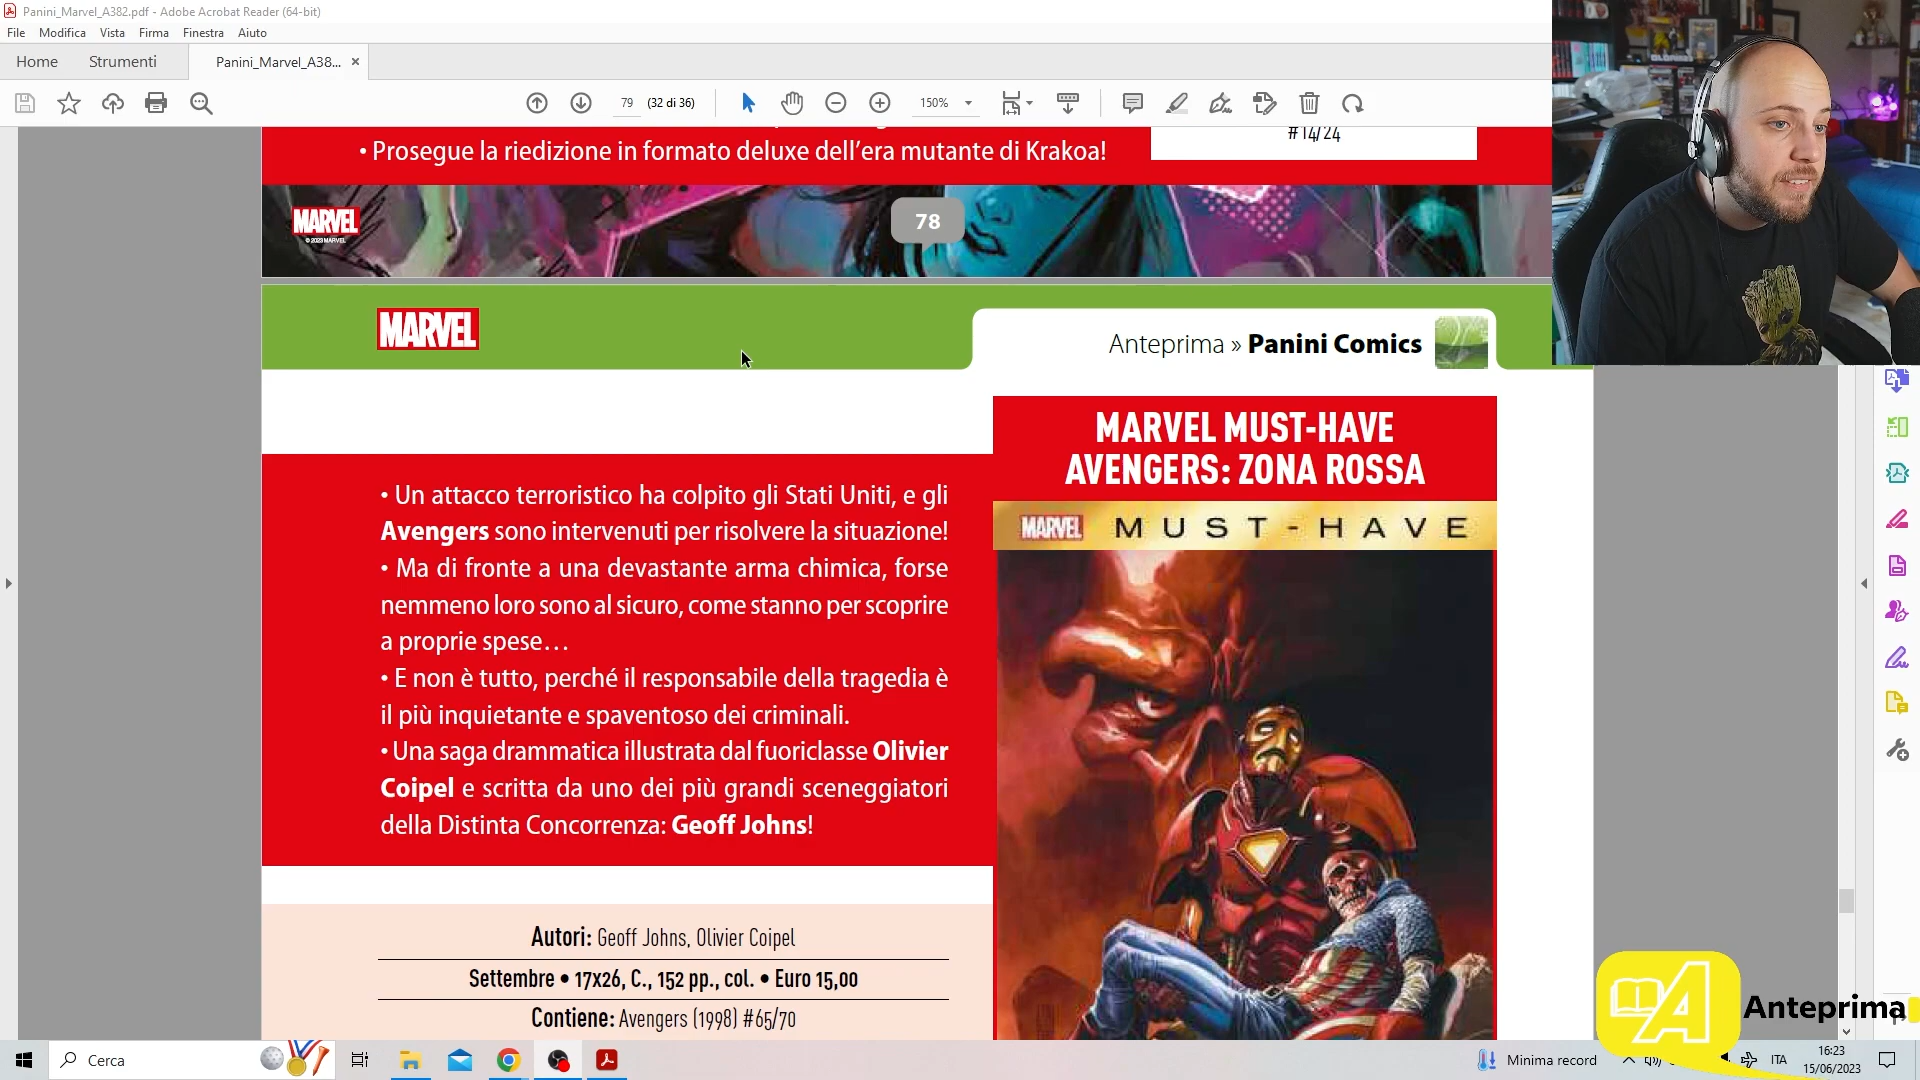 Panini_Marvel_A382.pdf - Adobe Acrobat Reader (64-bit)
File Modifica Vista Firma Finestra Aiuto
Home Strumenti Panini_Marvel_A38... ×
79 (32 di 36) 150%
#14/24
• Prosegue la riedizione in formato deluxe dell'era mutante di Krakoa!
MARVEL
© 2023 MARVEL
78
MARVEL
Anteprima » Panini Comics
MARVEL MUST-HAVE
AVENGERS: ZONA ROSSA
MARVEL MUST-HAVE
• Un attacco terroristico ha colpito gli Stati Uniti, e gli
Avengers sono intervenuti per risolvere la situazione!
• Ma di fronte a una devastante arma chimica, forse
nemmeno loro sono al sicuro, come stanno per scoprire
a proprie spese…
• E non è tutto, perché il responsabile della tragedia è
il più inquietante e spaventoso dei criminali.
• Una saga drammatica illustrata dal fuoriclasse Olivier
Coipel e scritta da uno dei più grandi sceneggiatori
della Distinta Concorrenza: Geoff Johns!
Autori: Geoff Johns, Olivier Coipel
Settembre • 17x26, C., 152 pp., col. • Euro 15,00
Contiene: Avengers (1998) #65/70
A
Anteprima
Cerca
Minima record
ITA
16:23
15/06/2023